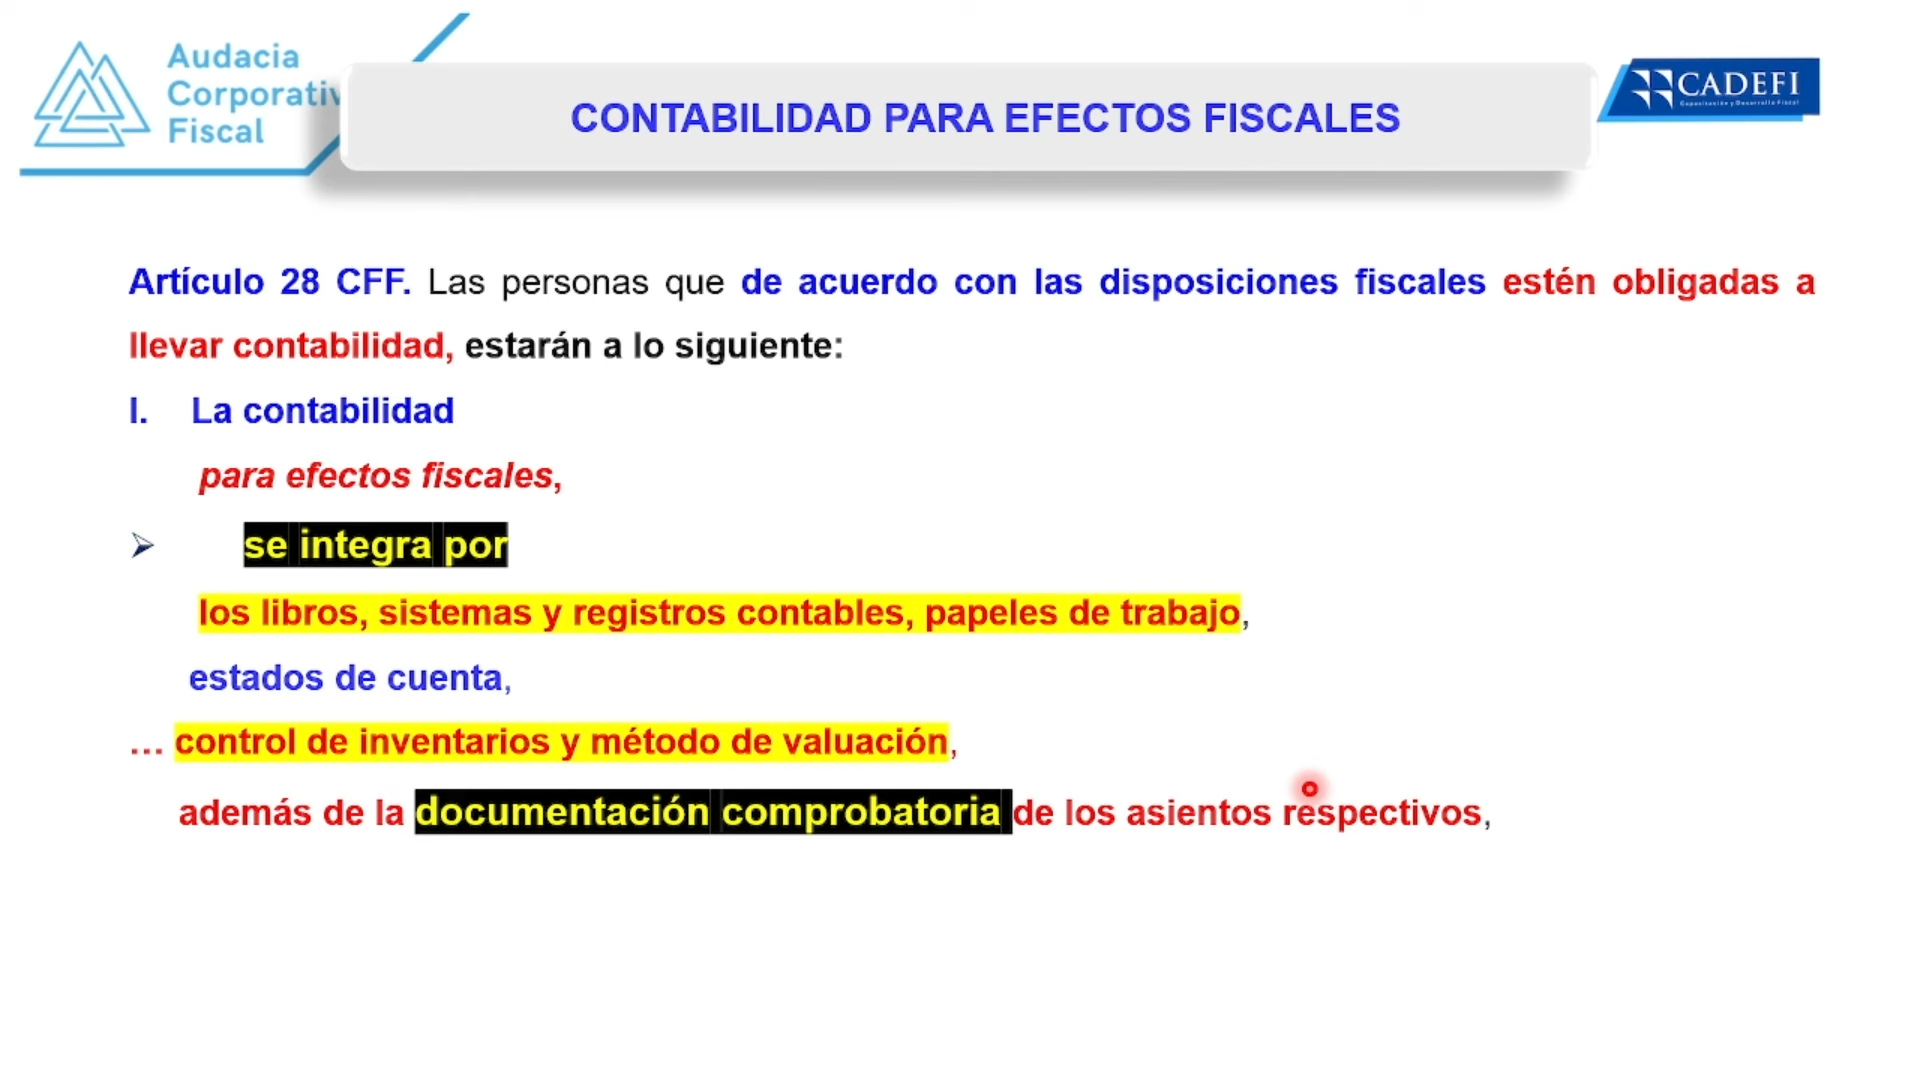 Audacia
Corporativ
Fiscal
CONTABILIDAD PARA EFECTOS FISCALES
CADEFI
Capacitación y Desarrollo Fiscal
Artículo 28 CFF. Las personas que de acuerdo con las disposiciones fiscales estén obligadas a
llevar contabilidad, estarán a lo siguiente:
I. La contabilidad
para efectos fiscales,
➢ se integra por
los libros, sistemas y registros contables, papeles de trabajo,
estados de cuenta,
… control de inventarios y método de valuación,
además de la documentación comprobatoria de los asientos respectivos,